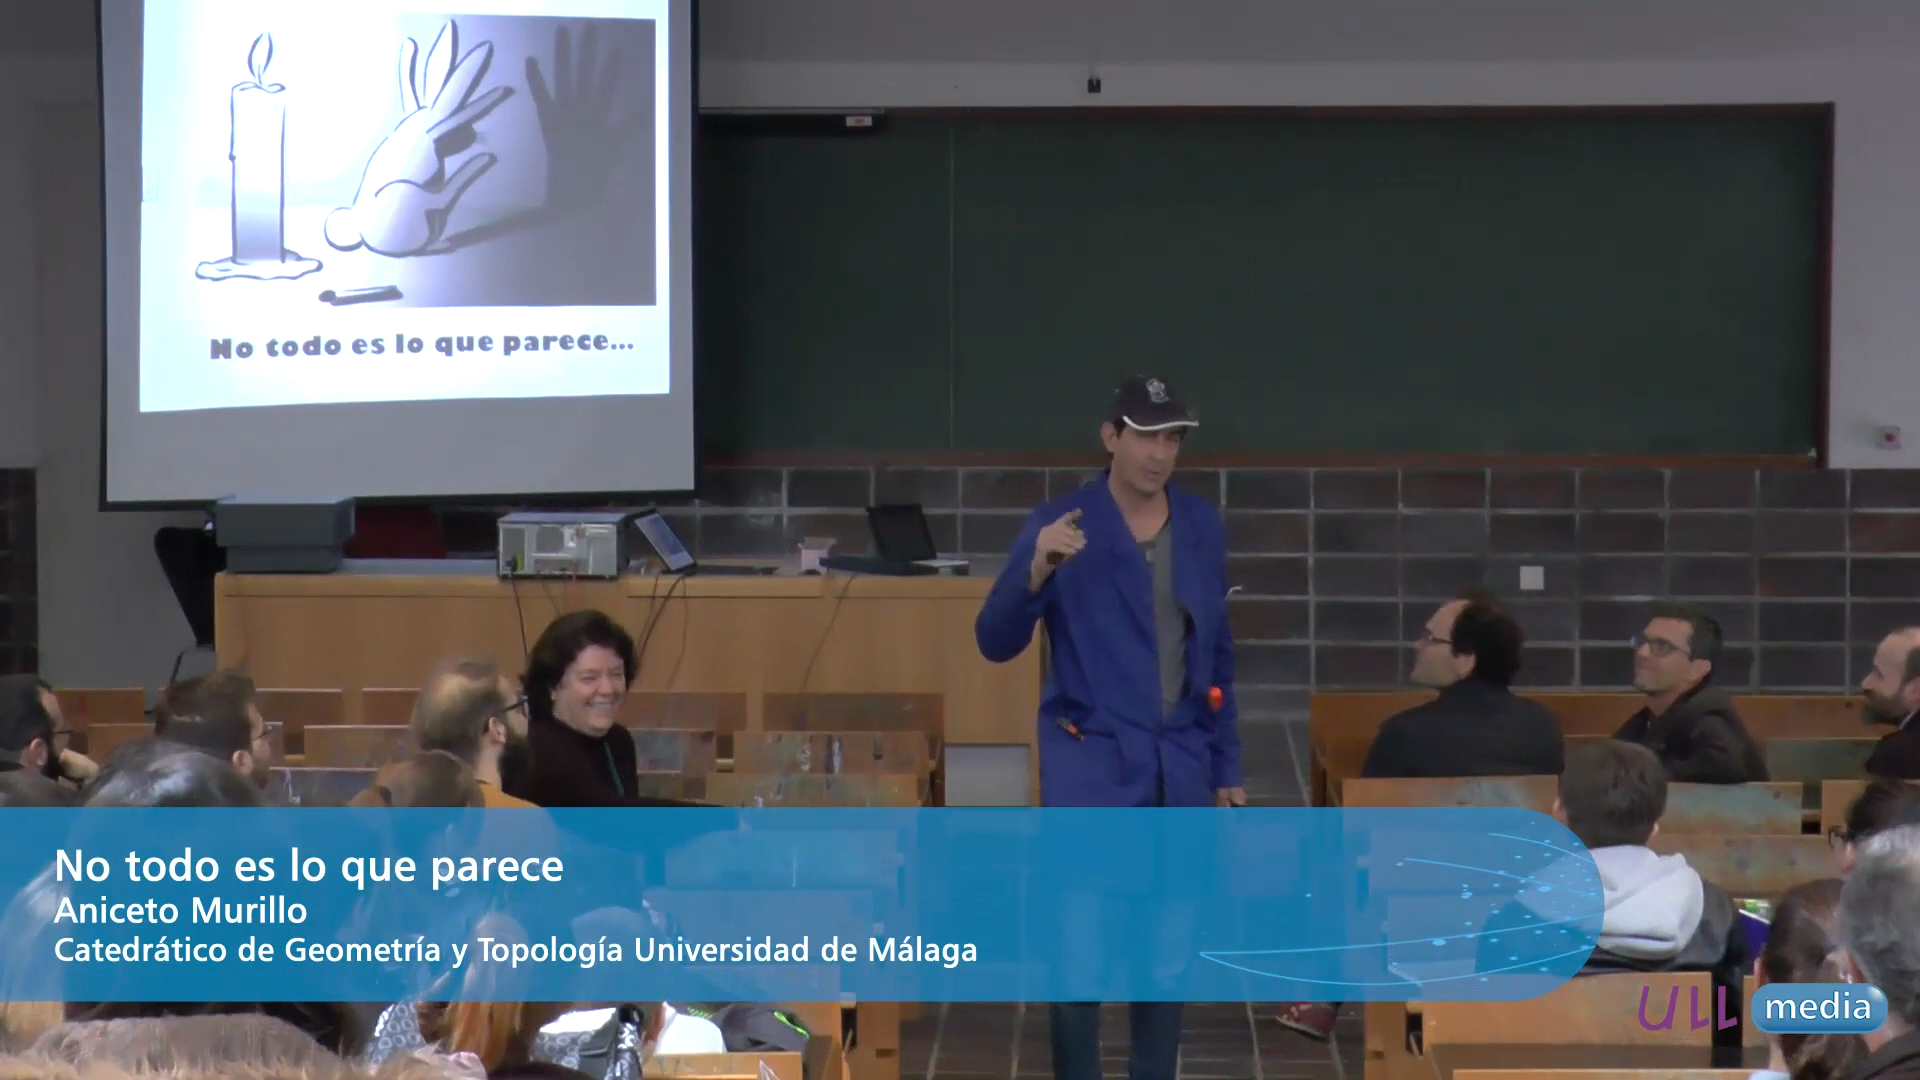 No todo es lo que parece...
No todo es lo que parece
Aniceto Murillo
Catedrático de Geometría y Topología Universidad de Málaga
ULL media